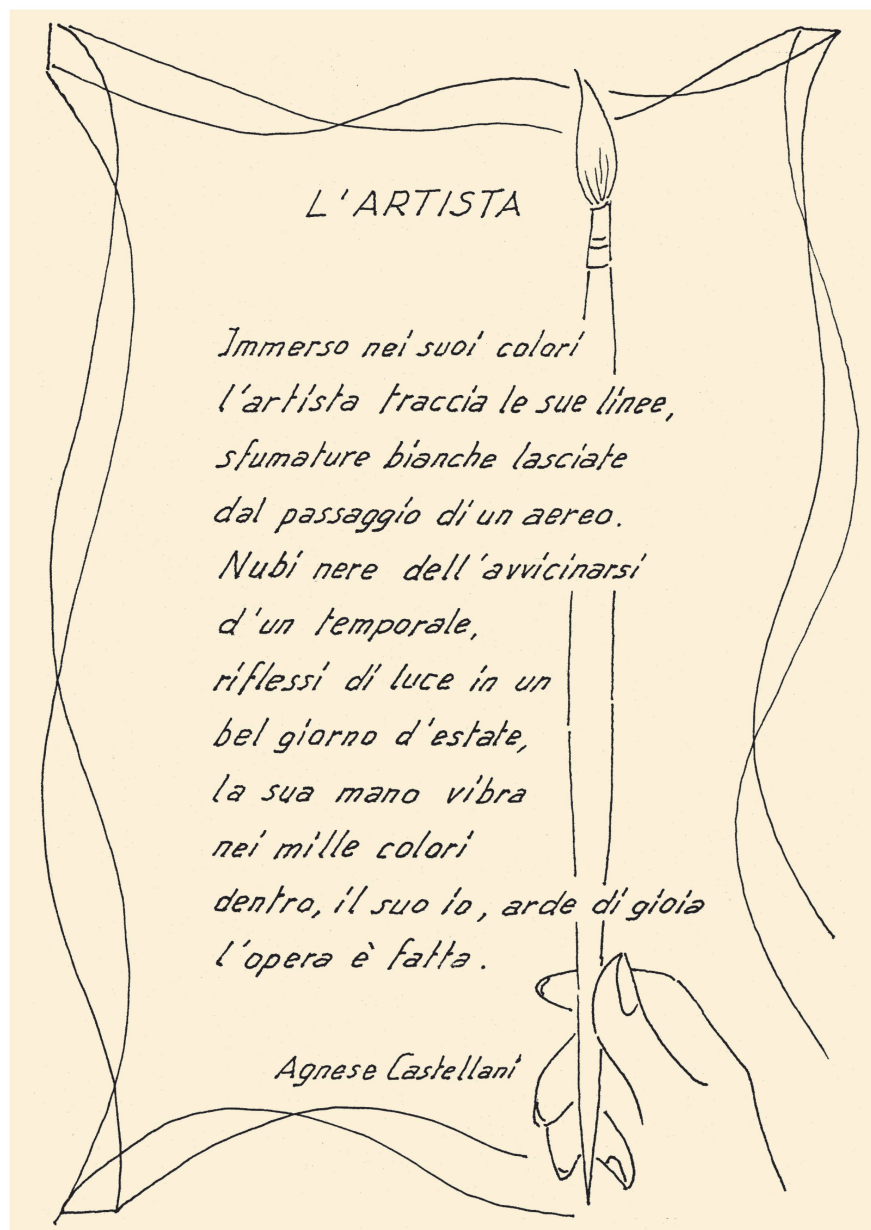 L'ARTISTA
Immerso nei suoi colori
l'artista traccia le sue linee,
sfumature bianche lasciate
dal passaggio di un aereo.
Nubi nere dell'avvicinarsi
d'un temporale,
riflessi di luce in un
bel giorno d'estate,
la sua mano vibra
nei mille colori
dentro, il suo io, arde di gioia
l'opera è fatta.
Agnese Castellani